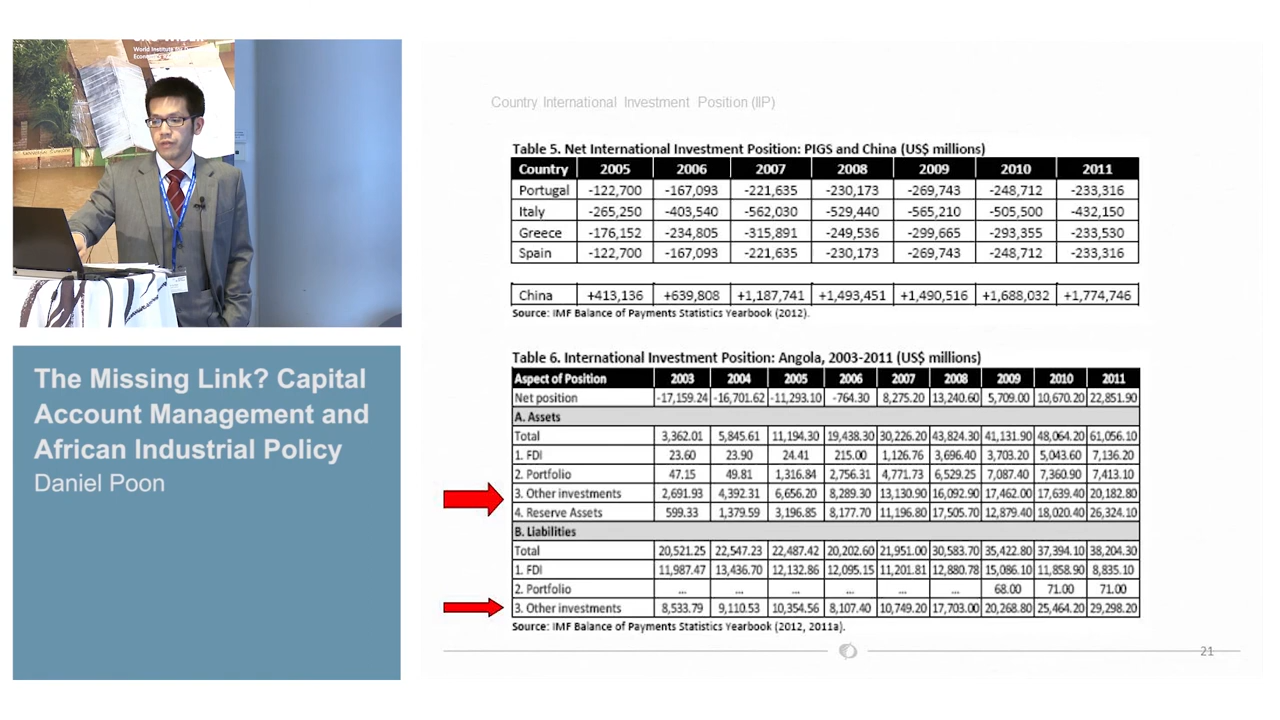 World Institute for
Country International Investment Position (IIP)
Table 5. Net International Investment Position: PIGS and China (US$ millions)
Country 2005 2006 2007 2008 2009 2010 2011
Portugal -122,700 -167,093 -221,635 -230,173 -269,743 -248,712 -233,316
Italy -265,250 -403,540 -562,030 -529,440 -565,210 -505,500 -432,150
Greece -176,152 -234,805 -315,891 -249,536 -299,665 -293,355 -233,530
Spain -122,700 -167,093 -221,635 -230,173 -269,743 -248,712 -233,316
China +413,136 +639,808 +1,187,741 +1,493,451 +1,490,516 +1,688,032 +1,774,746
Source: IMF Balance of Payments Statistics Yearbook (2012).
Table 6. International Investment Position: Angola, 2003-2011 (US$ millions)
Aspect of Position 2003 2004 2005 2006 2007 2008 2009 2010 2011
Net position -17,159.24 -16,701.62 -11,293.10 -764.30 8,275.20 13,240.60 5,709.00 10,670.20 22,851.90
A. Assets
Total 3,362.01 5,845.61 11,194.30 19,438.30 30,226.20 43,824.30 41,131.90 48,064.20 61,056.10
1. FDI 23.60 23.90 24.41 215.00 1,126.76 3,696.40 3,703.20 5,043.60 7,136.20
2. Portfolio 47.15 49.81 1,316.84 2,756.31 4,771.73 6,529.25 7,087.40 7,360.90 7,413.10
3. Other investments 2,691.93 4,392.31 6,656.20 8,289.30 13,130.90 16,092.90 17,462.00 17,639.40 20,182.80
4. Reserve Assets 599.33 1,379.59 3,196.85 8,177.70 11,196.80 17,505.70 12,879.40 18,020.40 26,324.10
B. Liabilities
Total 20,521.25 22,547.23 22,487.42 20,202.60 21,951.00 30,583.70 35,422.80 37,394.10 38,204.30
1. FDI 11,987.47 13,436.70 12,132.86 12,095.15 11,201.81 12,880.78 15,086.10 11,858.90 8,835.10
2. Portfolio ... ... ... ... ... ... 68.00 71.00 71.00
3. Other investments 8,533.79 9,110.53 10,354.56 8,107.40 10,749.20 17,703.00 20,268.80 25,464.20 29,298.20
Source: IMF Balance of Payments Statistics Yearbook (2012, 2011a).
21
The Missing Link? Capital
Account Management and
African Industrial Policy
Daniel Poon